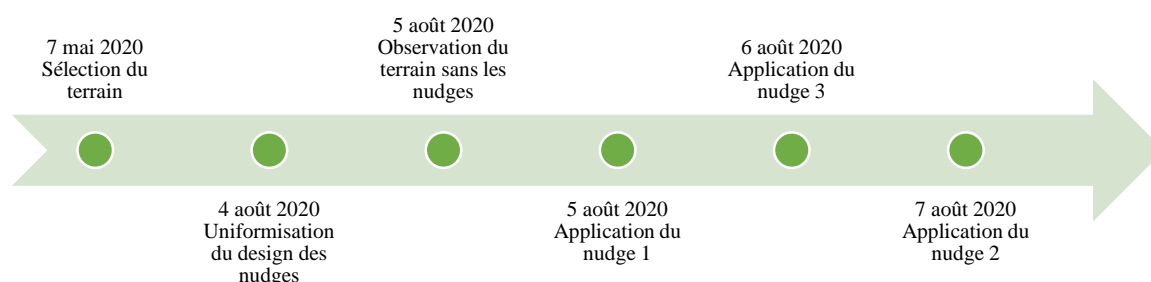 7 mai 2020
Sélection du
terrain
4 août 2020
Uniformisation
du design des
nudges
5 août 2020
Observation du
terrain sans les
nudges
5 août 2020
Application du
nudge 1
6 août 2020
Application du
nudge 3
7 août 2020
Application du
nudge 2